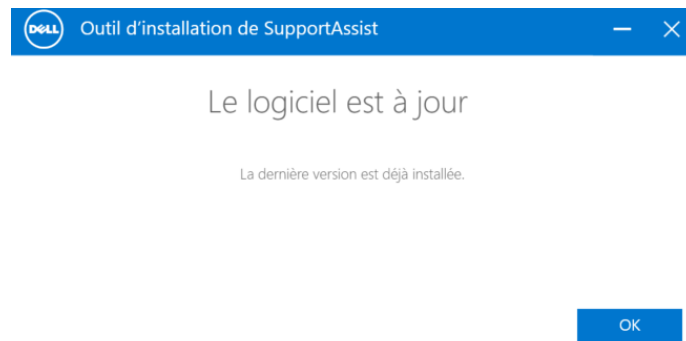 DELL Outil d'installation de SupportAssist
Le logiciel est à jour
La dernière version est déjà installée.
OK